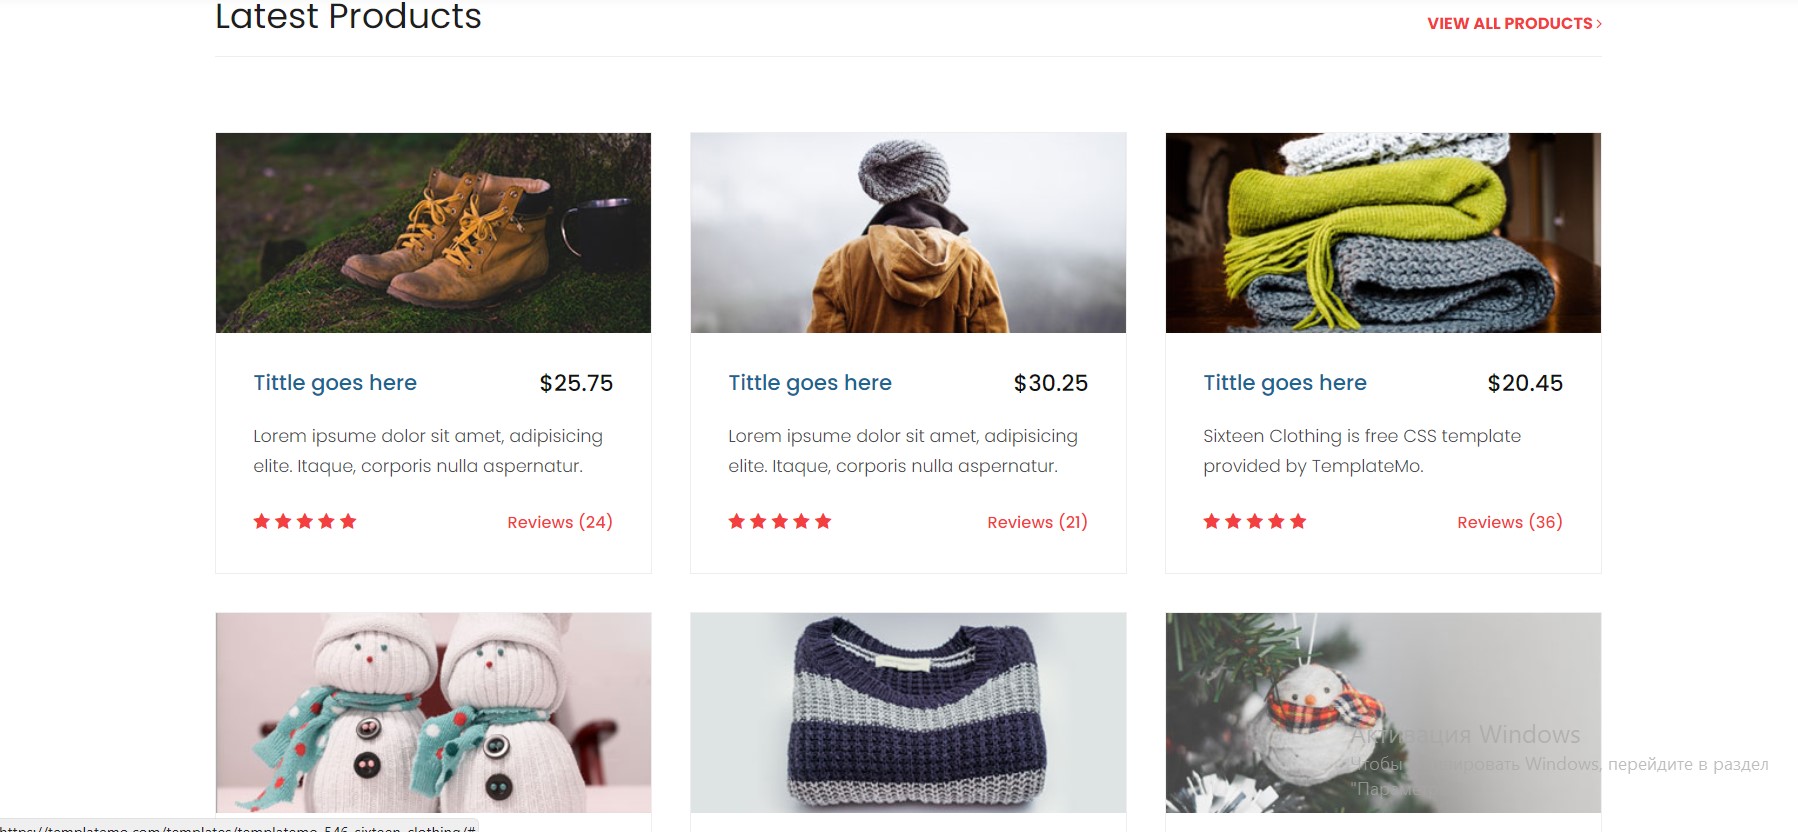 Latest Products
VIEW ALL PRODUCTS
Tittle goes here
$25.75
Lorem ipsume dolor sit amet, adipisicing
elite. Itaque, corporis nulla aspernatur.
Reviews (24)
Tittle goes here
$30.25
Lorem ipsume dolor sit amet, adipisicing
elite. Itaque, corporis nulla aspernatur.
Reviews (21)
Tittle goes here
$20.45
Sixteen Clothing is free CSS template
provided by TemplateMo.
Reviews (36)
Активация Windows
Чтобы активировать Windows, перейдите в раздел
https://templatemo.com/templates/templatemo_546_sixteen_clothing/#